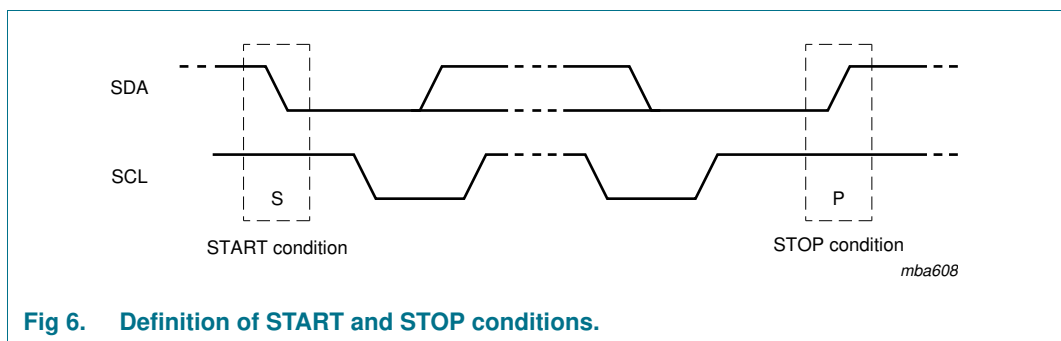 SDA
SCL
S
P
START condition
STOP condition
mba608
Fig 6. Definition of START and STOP conditions.